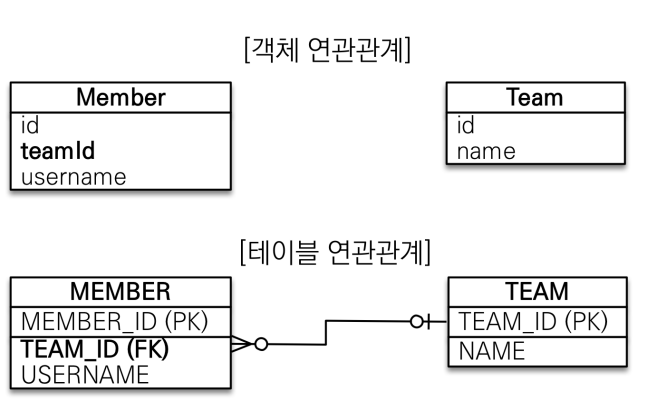 [객체 연관관계]
Member
id
teamId
username
Team
id
name
[테이블 연관관계]
MEMBER
MEMBER_ID (PK)
TEAM_ID (FK)
USERNAME
TEAM
TEAM_ID (PK)
NAME